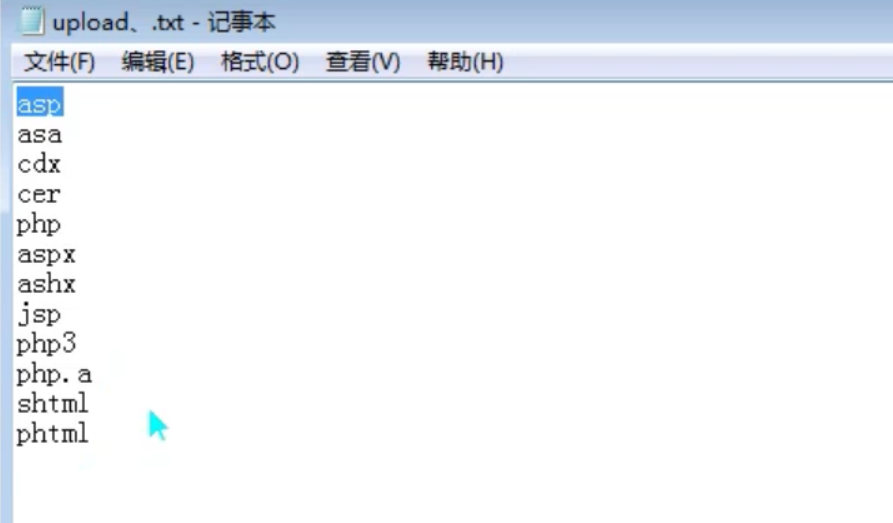 upload、.txt - 记事本
文件(F) 编辑(E) 格式(O) 查看(V) 帮助(H)
asp
asa
cdx
cer
php
aspx
ashx
jsp
php3
php.a
shtml
phtml